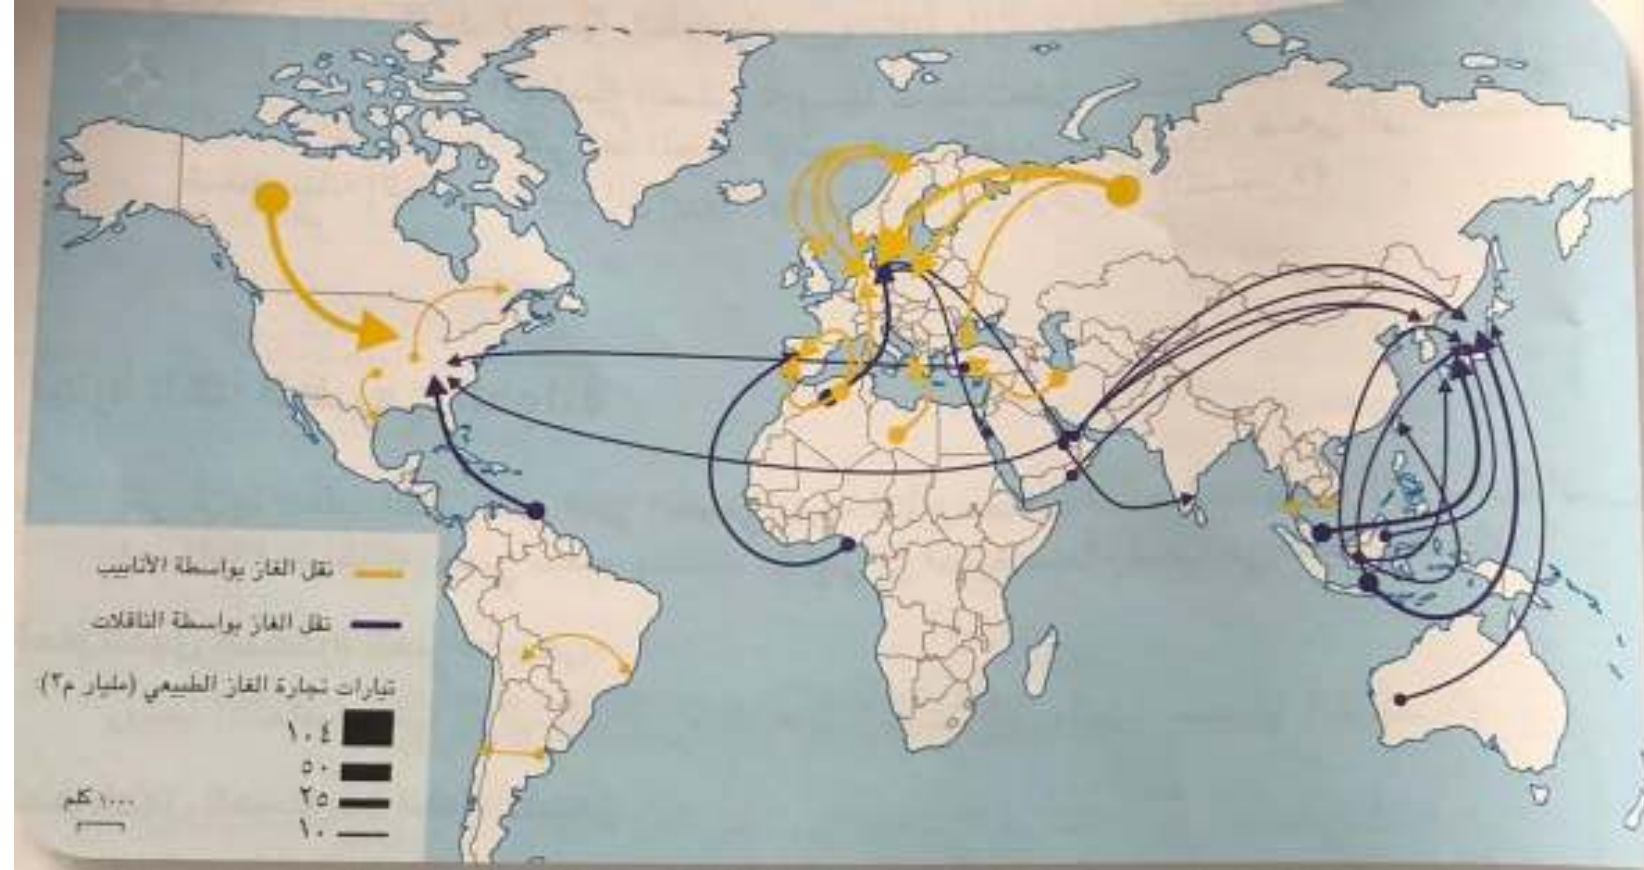 نقل الغاز بواسطة الأنابيب
نقل الغاز بواسطة الناقلات
تيارات تجارة الغاز الطبيعي (مليار م٣)
١٠٤
٥٠
٢٥
١٠
١٠٠٠ كلم